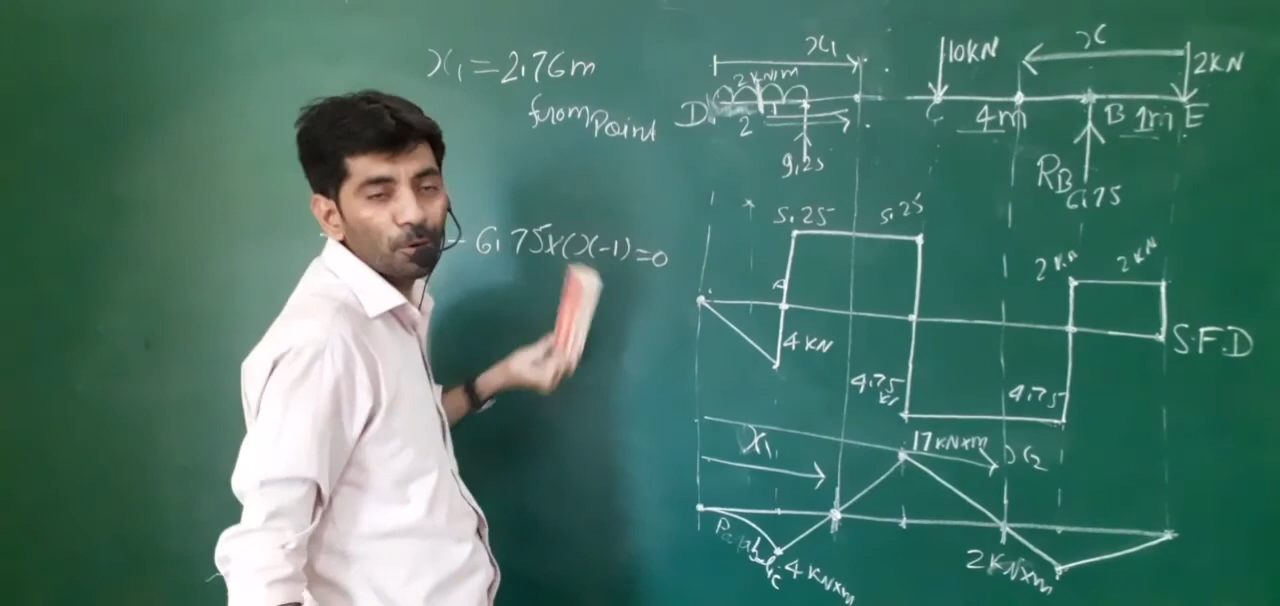 x₁ = 2.76m
from point
- 6.75x(x-1)=0
x₁
10KN
x
2KN
2KN/m
D
2
C
4m
B
1m
E
9.25
RB
6.75
5.25
5.25
2KN
2KN
A
4KN
S.F.D
4.75
KN
4.75
x₁
17KN×m
x₂
Parabolic
4KN×m
2KN×m